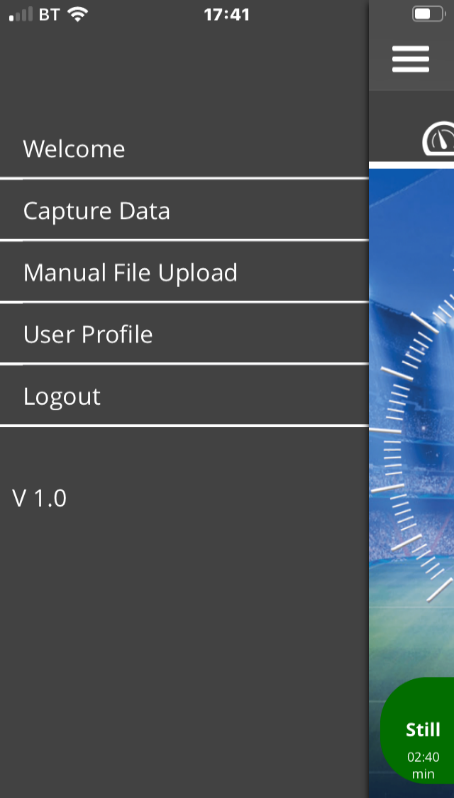 BT 17:41
Welcome
Capture Data
Manual File Upload
User Profile
Logout
V 1.0
Still
02:40
min